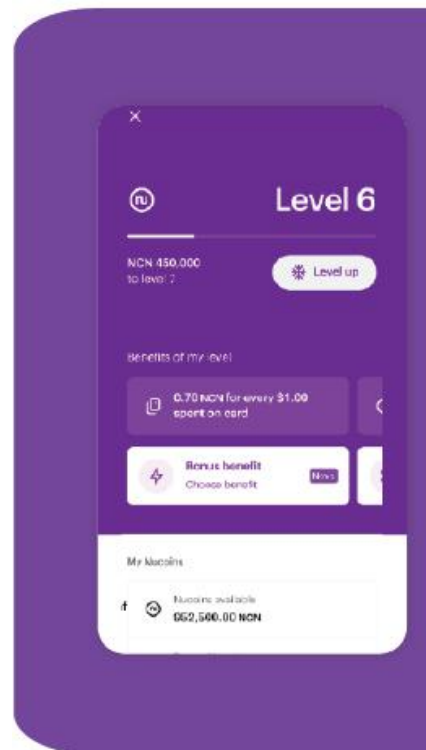 nu
Level 6
NCN 450,000
to level 7
Level up
Benefits of my level
0.70 NCN for every $1.00
spent on card
Bonus benefit
Choose benefit
New
My Nucoins
Nucoins available
952,500.00 NCN